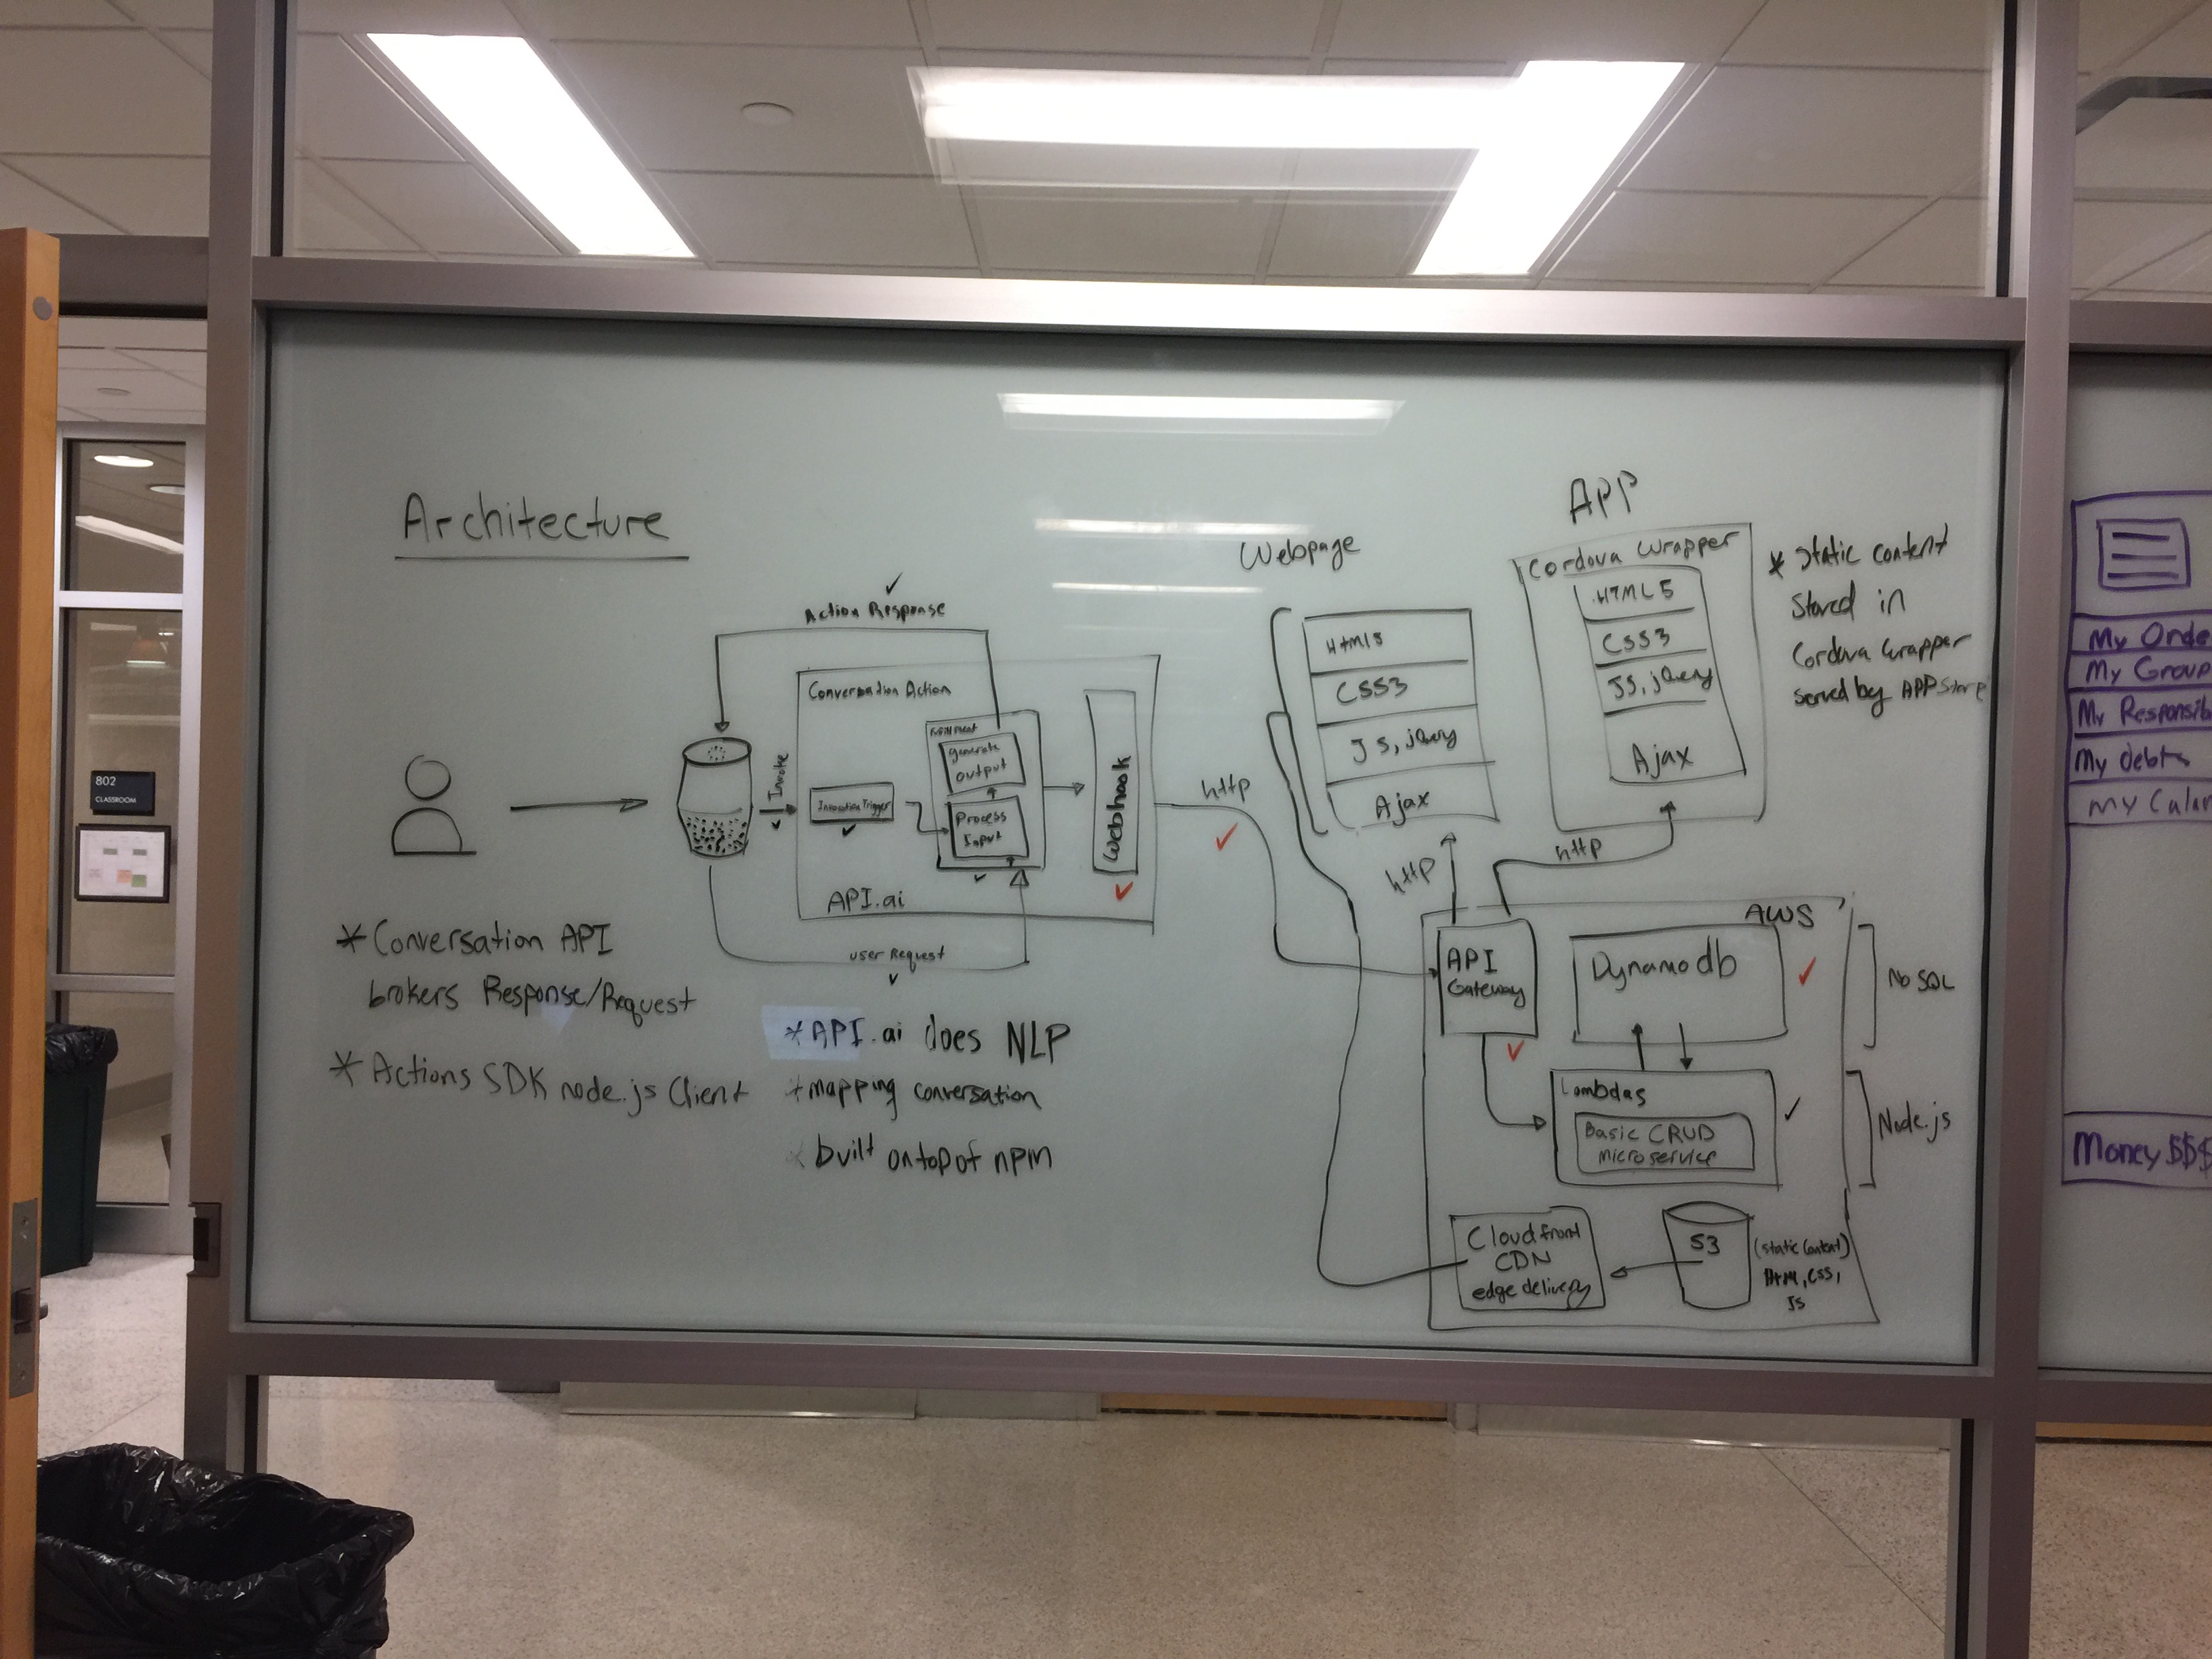 802
CLASSROOM
Architecture
Action Response
Conversation Action
Fulfillment
generate
output
Invoke
Invocation Trigger
Process
Input
Webhook
API.ai
user Request
* Conversation API
brokers Response/Request
* Actions SDK node.js Client
* API.ai does NLP
* mapping conversation
* built ontopof npm
http
Webpage
Html5
CSS3
JS, jQuery
Ajax
http
APP
Cordova Wrapper
HTML5
CSS3
JS, jQuery
Ajax
http
* Static content
Stored in
Cordova Wrapper
served by APP Store
AWS
API
Gateway
Dynamodb
No SQL
Lambdas
Basic CRUD
microservice
Node.js
Cloudfront
CDN
edge delivery
S3
(static content)
Html, CSS,
JS
My Orde
My Group
My Responsib
My debts
My Calan
Money $$$